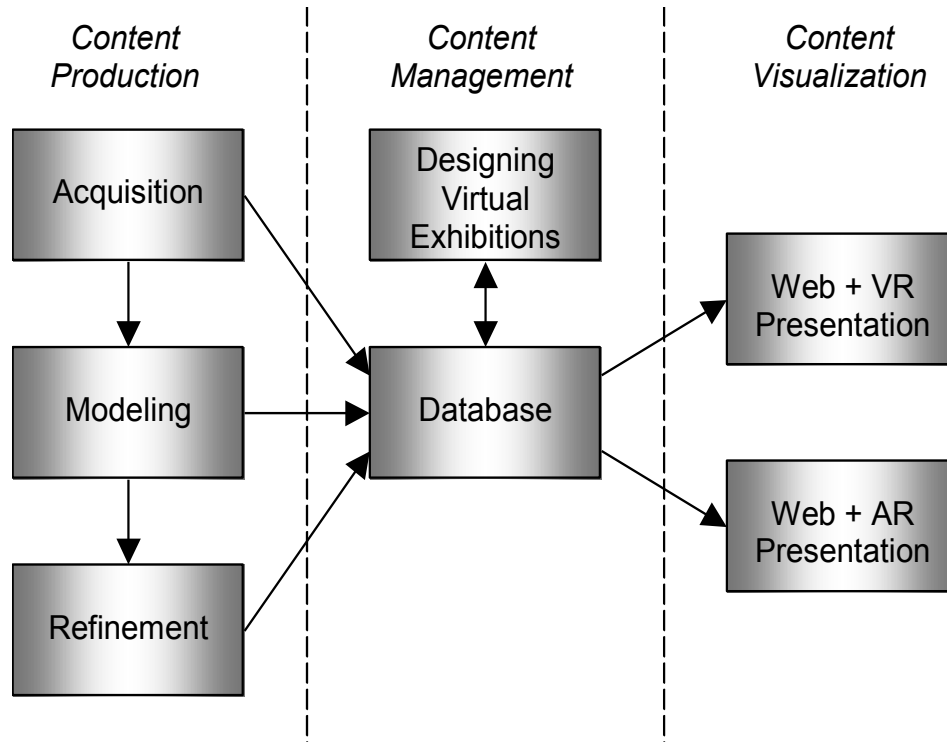 Content
Production
Content
Management
Content
Visualization
Acquisition
Designing
Virtual
Exhibitions
Web + VR
Presentation
Modeling
Database
Web + AR
Presentation
Refinement